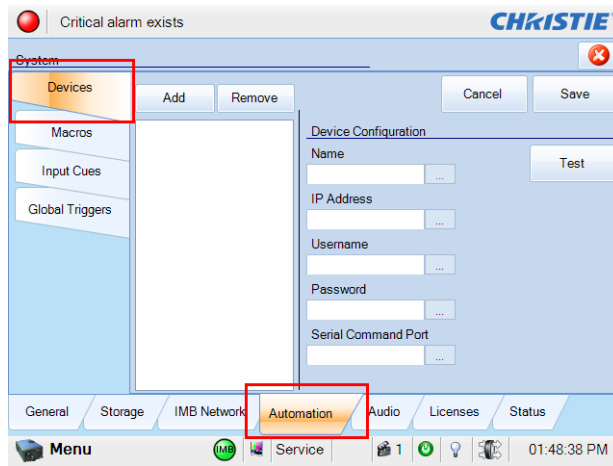 Critical alarm exists
CHRISTIE
System
Devices
Macros
Input Cues
Global Triggers
Add
Remove
Cancel
Save
Device Configuration
Name
...
Test
IP Address
...
Username
...
Password
...
Serial Command Port
...
General
Storage
IMB Network
Automation
Audio
Licenses
Status
Menu
IMB
Service
1
01:48:38 PM